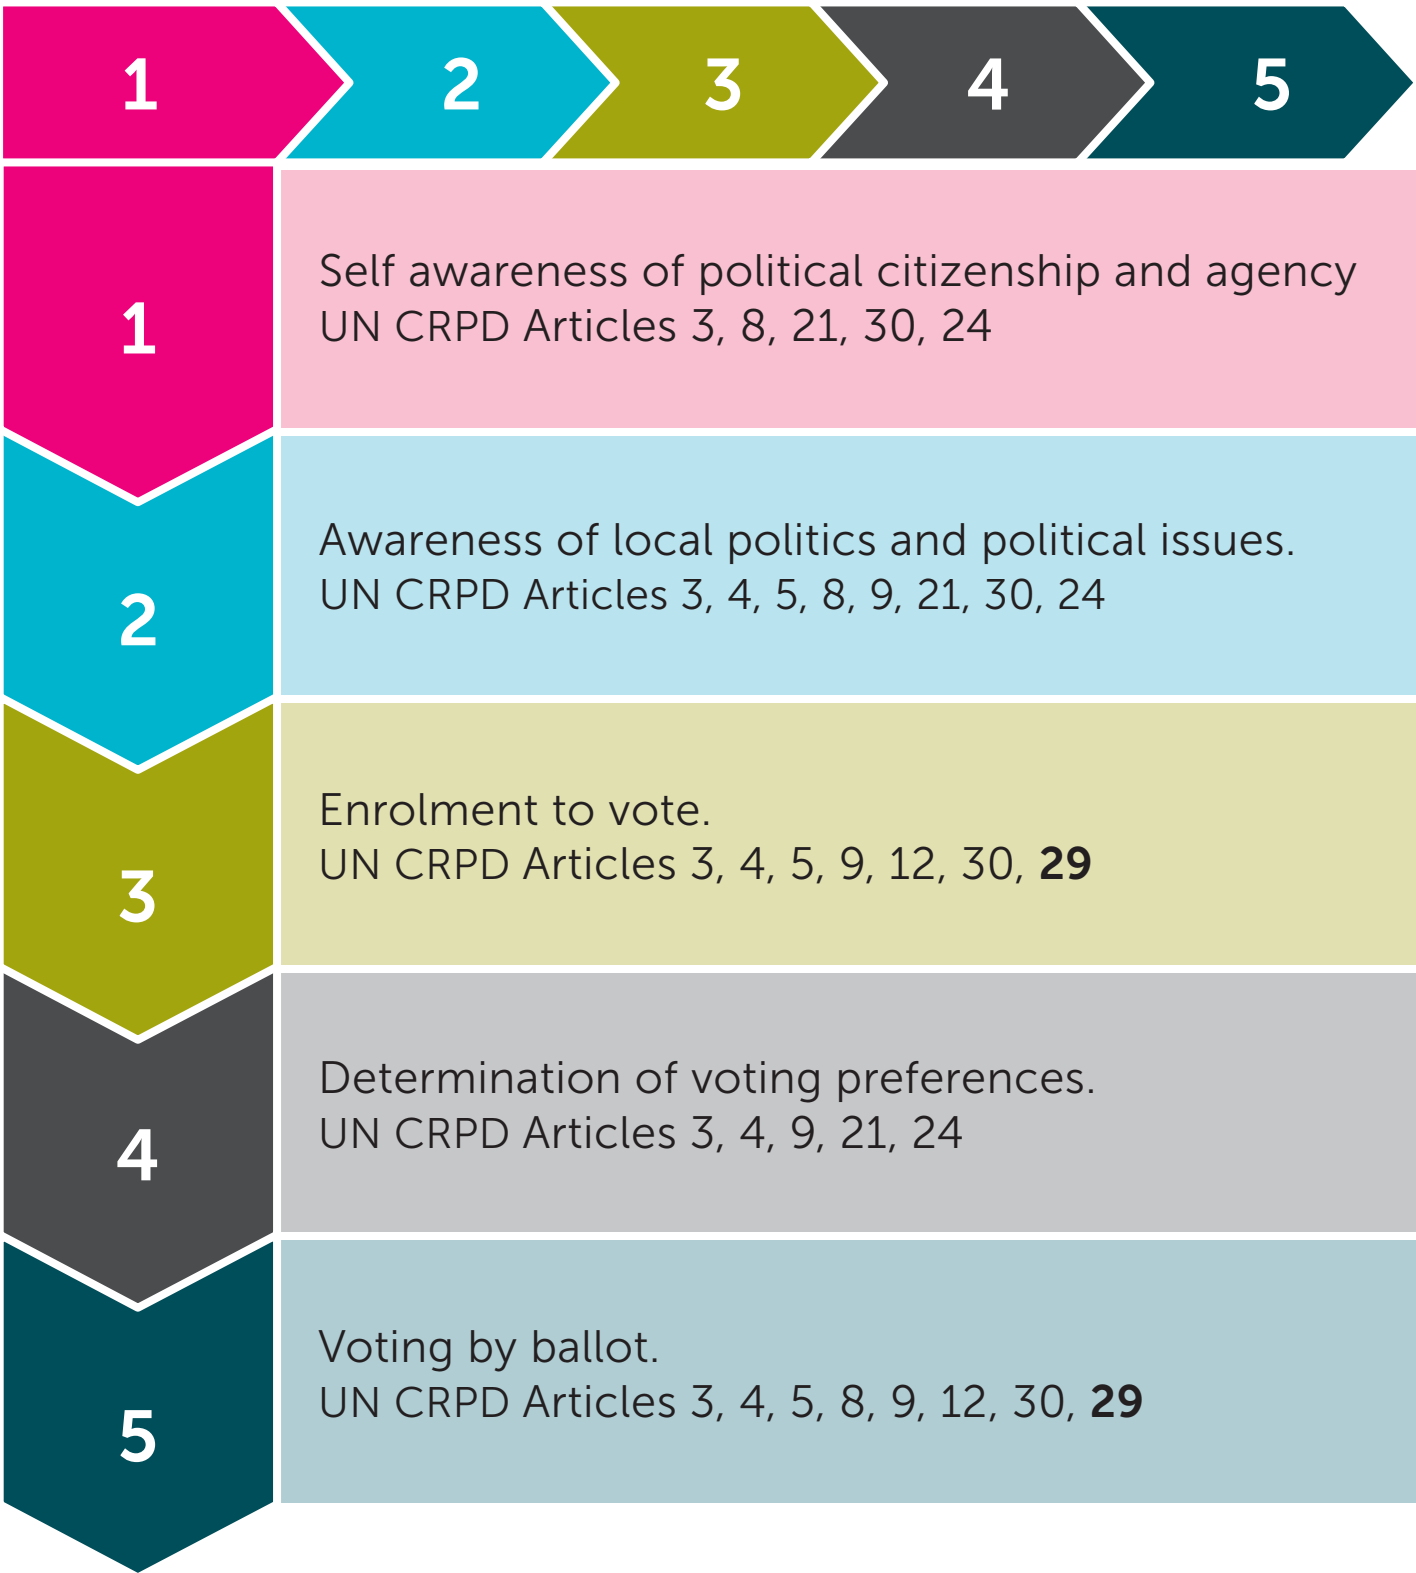 1 2 3 4 5
1
Self awareness of political citizenship and agency
UN CRPD Articles 3, 8, 21, 30, 24
2
Awareness of local politics and political issues.
UN CRPD Articles 3, 4, 5, 8, 9, 21, 30, 24
3
Enrolment to vote.
UN CRPD Articles 3, 4, 5, 9, 12, 30, 29
4
Determination of voting preferences.
UN CRPD Articles 3, 4, 9, 21, 24
5
Voting by ballot.
UN CRPD Articles 3, 4, 5, 8, 9, 12, 30, 29